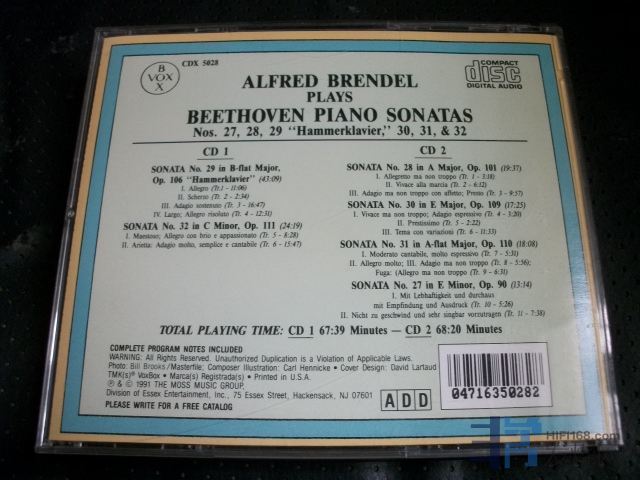 B
VOX
X
CDX 5028
COMPACT
disc
DIGITAL AUDIO
ALFRED BRENDEL
PLAYS
BEETHOVEN PIANO SONATAS
Nos. 27, 28, 29 "Hammerklavier," 30, 31, & 32
CD 1
SONATA No. 29 in B-flat Major,
Op. 106 "Hammerklavier" (43:09)
I. Allegro (Tr.1 - 11:06)
II. Scherzo (Tr. 2 - 2:34)
III. Adagio sostenuto (Tr. 3 - 16:47)
IV. Largo; Allegro risoluto (Tr. 4 - 12:31)
SONATA No. 32 in C Minor, Op. 111 (24:19)
I. Maestoso; Allegro con brio e appassionato (Tr. 5 - 8:28)
II. Arietta: Adagio molto, semplice e cantabile (Tr. 6 - 15:47)
CD 2
SONATA No. 28 in A Major, Op. 101 (19:37)
I. Allegretto ma non troppo (Tr. 1 - 3:18)
II. Vivace alla marcia (Tr. 2 - 6:12)
III. Adagio ma non troppo con affetto; Presto (Tr. 3 - 9:57)
SONATA No. 30 in E Major, Op. 109 (17:25)
I. Vivace ma non troppo; Adagio espressivo (Tr. 4 - 3:20)
II. Prestissimo (Tr. 5 - 2:22)
III. Tema con variazioni (Tr. 6 - 11:33)
SONATA No. 31 in A-flat Major, Op. 110 (18:08)
I. Moderato cantabile, molto espressivo (Tr. 7 - 5:31)
II. Allegro molto; III. Adagio ma non troppo (Tr. 8 - 5:56);
Fuga: (Allegro ma non troppo (Tr. 9 - 6:31)
SONATA No. 27 in E Minor, Op. 90 (13:14)
I. Mit Lebhaftigkeit und durchaus
mit Empfindung und Ausdruck (Tr. 10 - 5:26)
II. Nicht zu geschwind und sehr singbar vorzutragen (Tr. 11 - 7:38)
TOTAL PLAYING TIME: CD 1 67:39 Minutes — CD 2 68:20 Minutes
COMPLETE PROGRAM NOTES INCLUDED
WARNING: All Rights Reserved. Unauthorized Duplication is a Violation of Applicable Laws.
Photo: Bill Brooks/Masterfile; Composer Illustration: Carl Hennicke • Cover Design: David Lartaud
TMK(s)® VoxBox • Marca(s) Registrada(s) • Printed in U.S.A.
℗ & © 1991 THE MOSS MUSIC GROUP,
Division of Essex Entertainment, Inc., 75 Essex Street, Hackensack, NJ 07601
PLEASE WRITE FOR A FREE CATALOG
ADD
04716350282
HIFI168.com